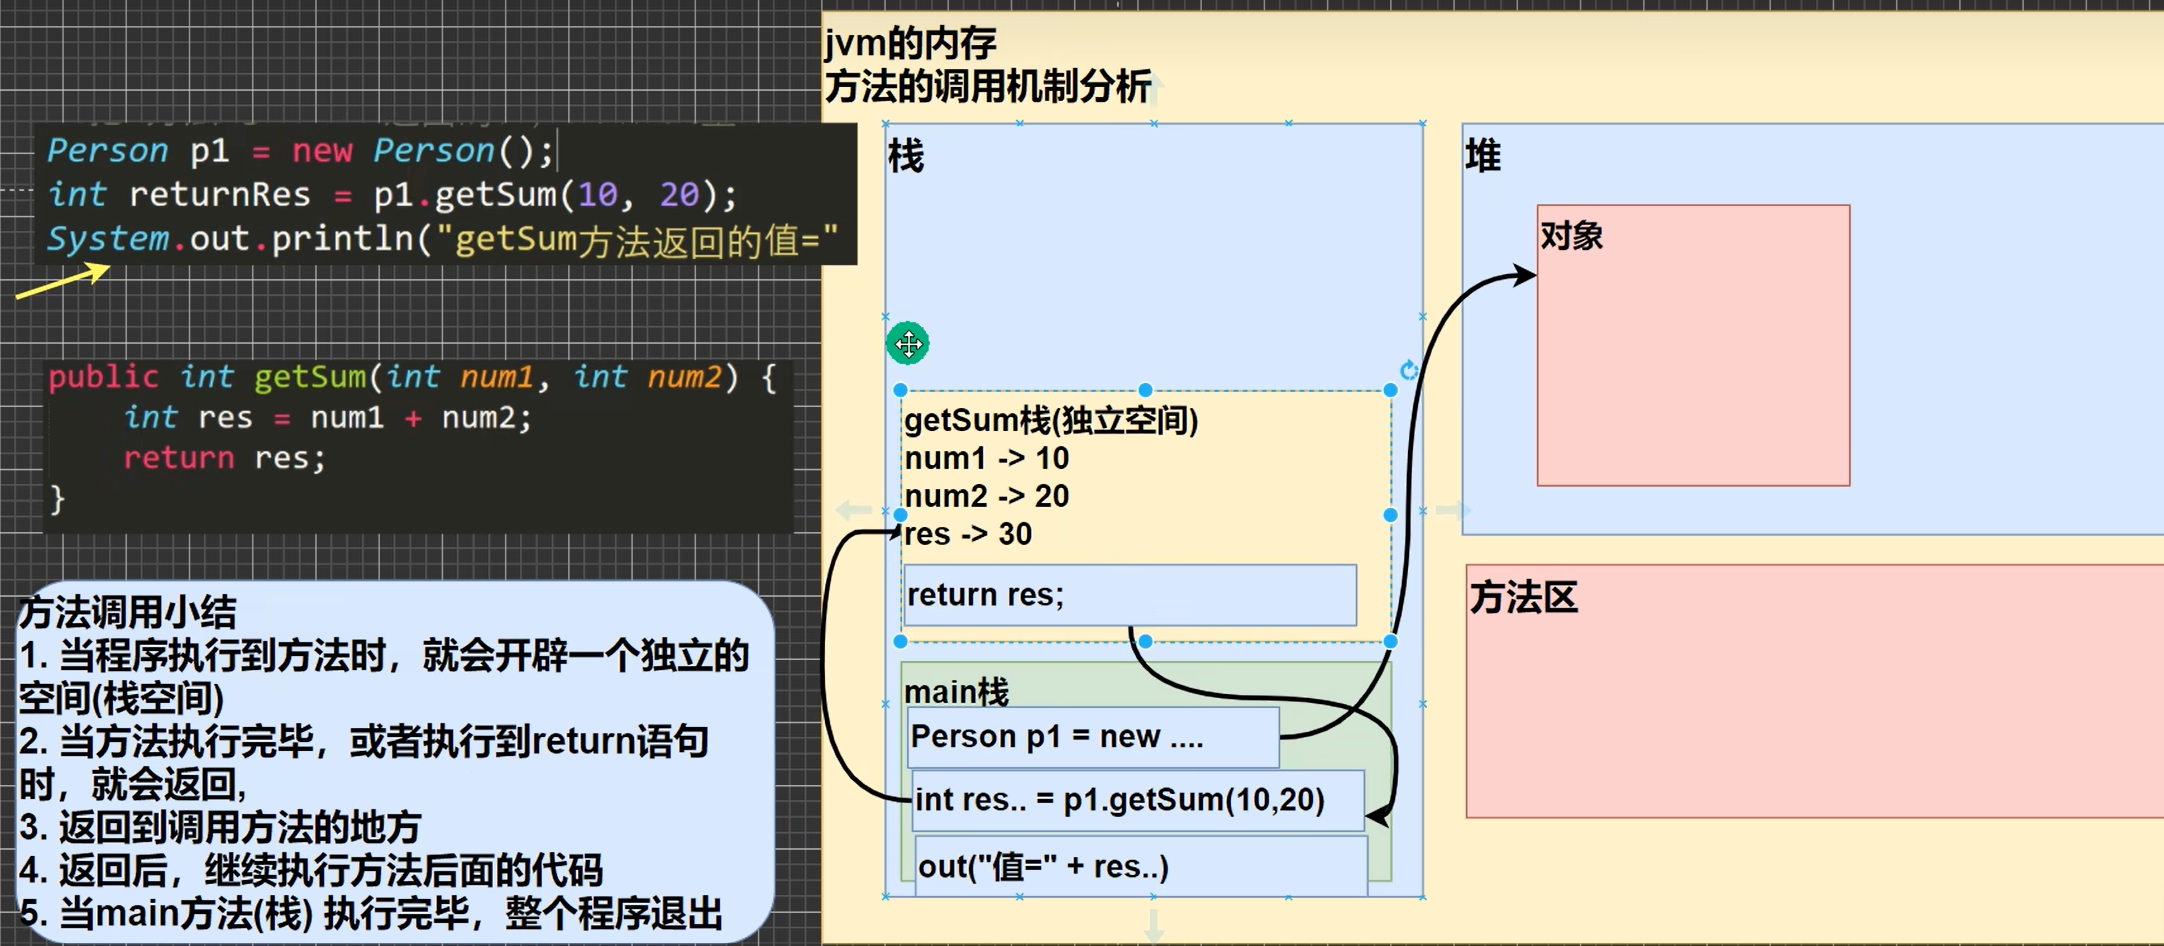 Person p1 = new Person();
int returnRes = p1.getSum(10, 20);
System.out.println("getSum方法返回的值="
public int getSum(int num1, int num2) {
int res = num1 + num2;
return res;
}
方法调用小结
1. 当程序执行到方法时，就会开辟一个独立的
空间(栈空间)
2. 当方法执行完毕，或者执行到return语句
时，就会返回,
3. 返回到调用方法的地方
4. 返回后，继续执行方法后面的代码
5. 当main方法(栈) 执行完毕，整个程序退出
jvm的内存
方法的调用机制分析
栈
getSum栈(独立空间)
num1 -> 10
num2 -> 20
res -> 30
return res;
main栈
Person p1 = new ....
int res.. = p1.getSum(10,20)
out("值=" + res..)
堆
对象
方法区